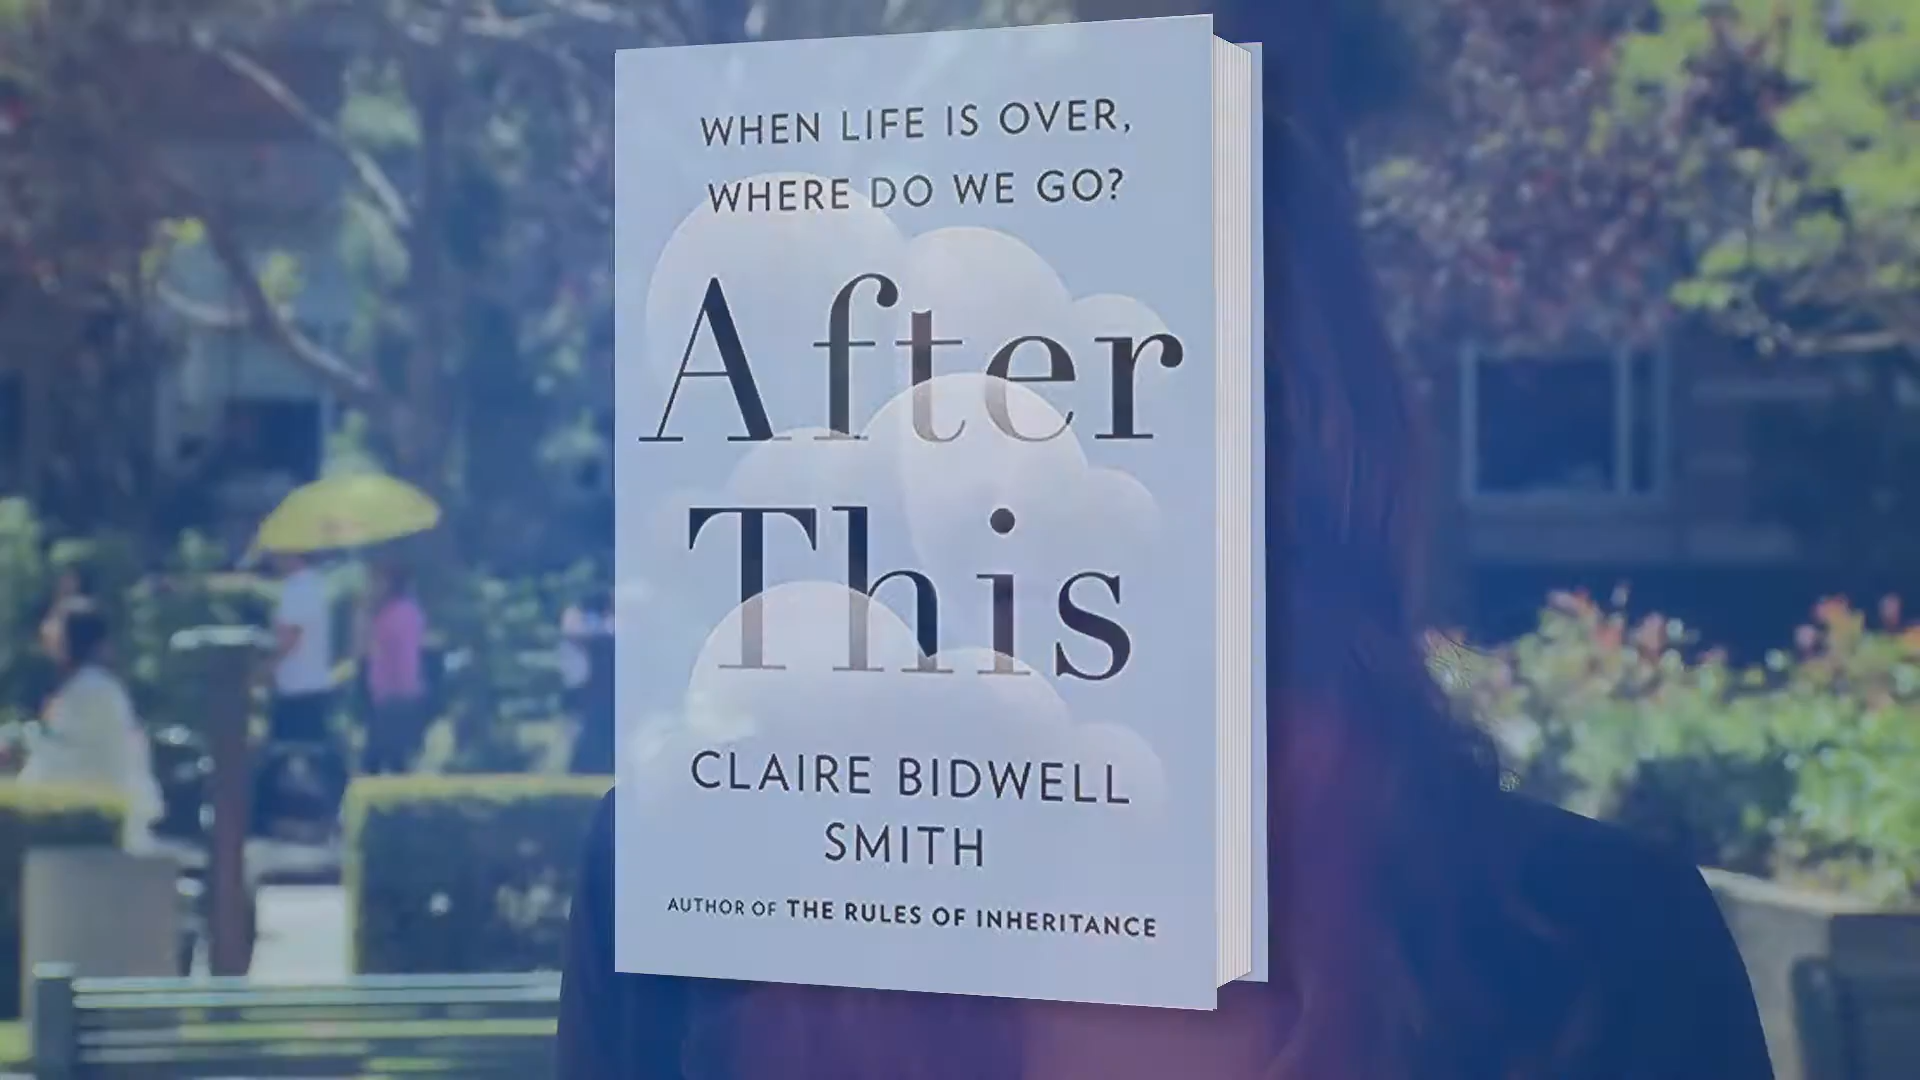 WHEN LIFE IS OVER,
WHERE DO WE GO?
After
This
CLAIRE BIDWELL
SMITH
AUTHOR OF THE RULES OF INHERITANCE